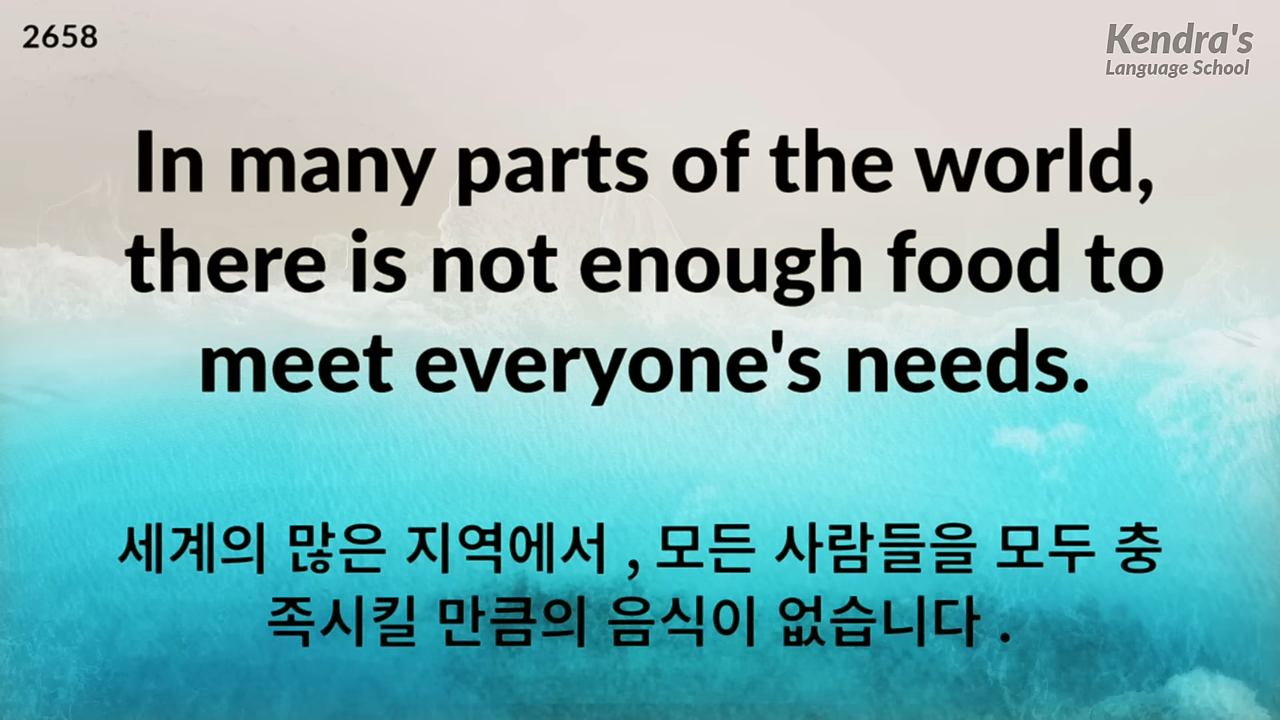 2658
Kendra's
Language School
In many parts of the world,
there is not enough food to
meet everyone's needs.
세계의 많은 지역에서 , 모든 사람들을 모두 충
족시킬 만큼의 음식이 없습니다 .